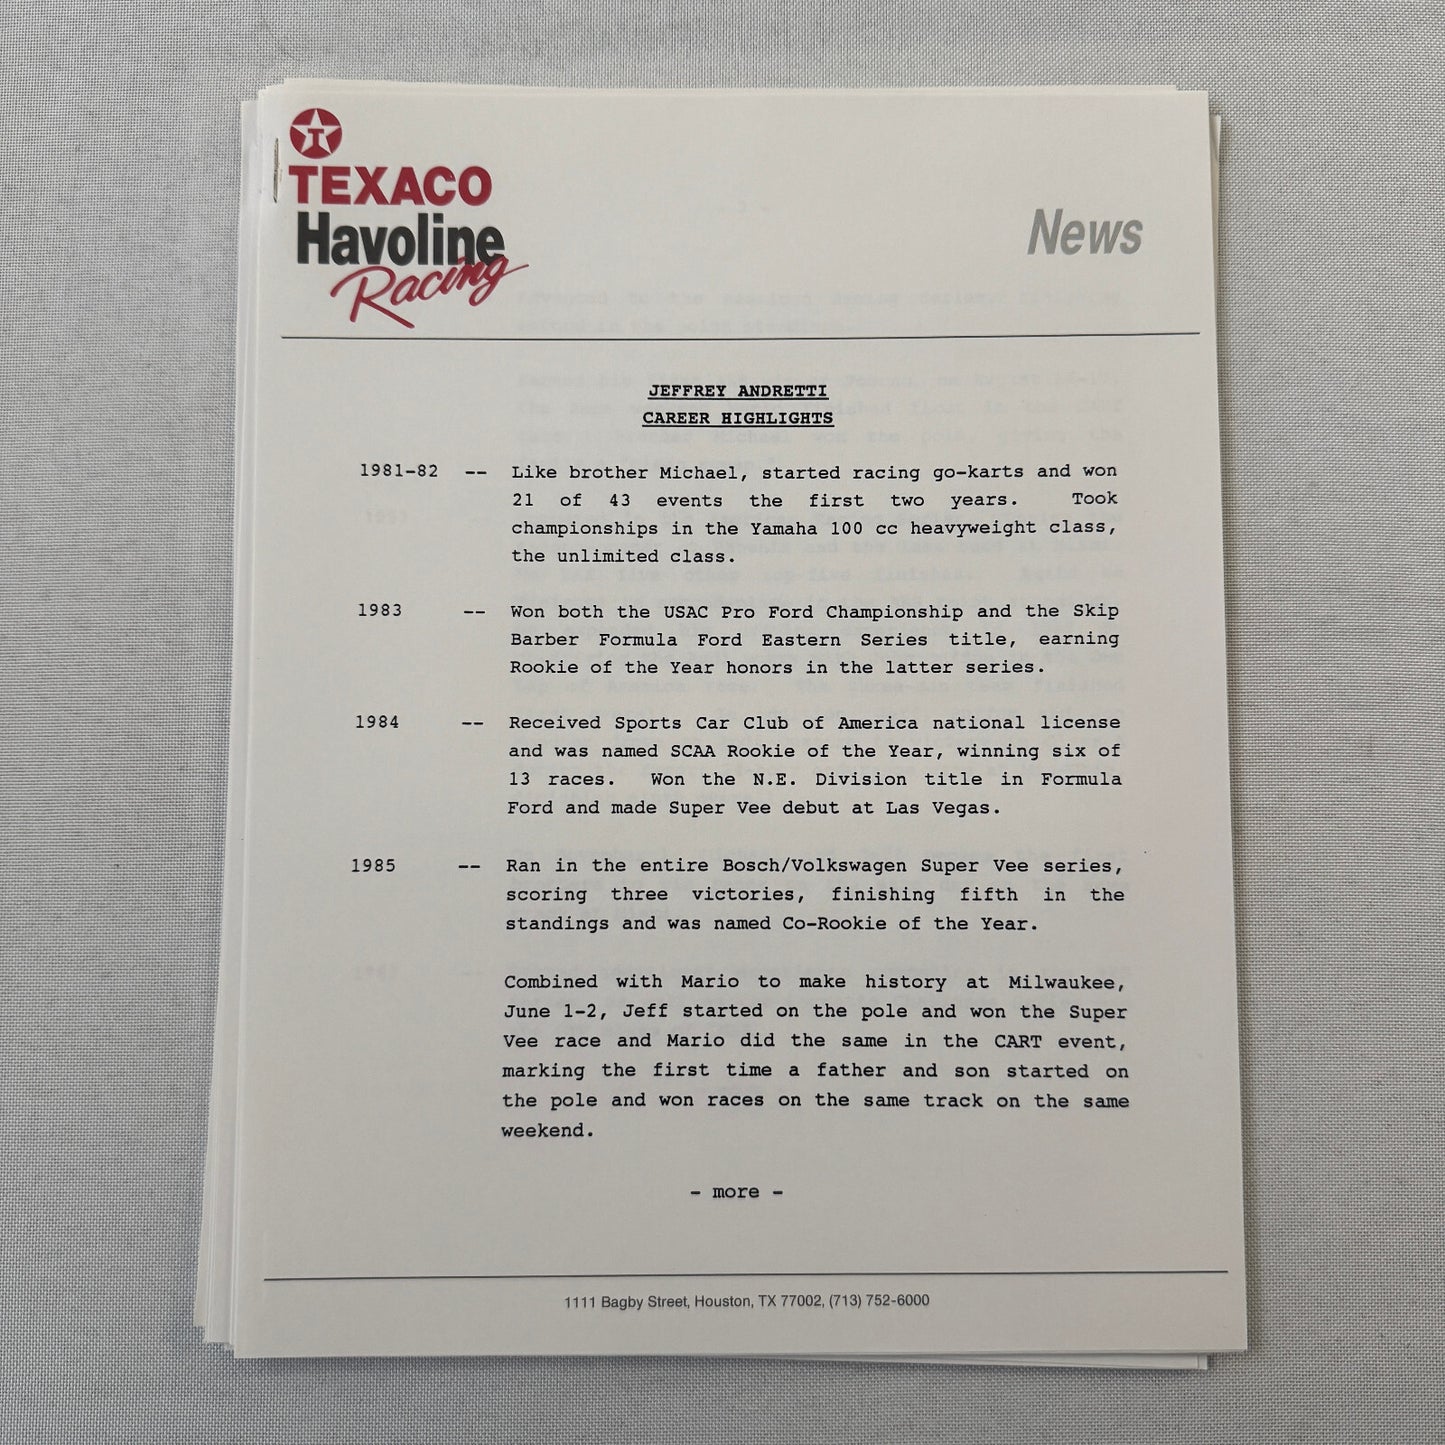 T
TEXACO
Havoline
Racing
News
JEFFREY ANDRETTI
CAREER HIGHLIGHTS
1981-82 -- Like brother Michael, started racing go-karts and won
21 of 43 events the first two years. Took
championships in the Yamaha 100 cc heavyweight class,
the unlimited class.
1983 -- Won both the USAC Pro Ford Championship and the Skip
Barber Formula Ford Eastern Series title, earning
Rookie of the Year honors in the latter series.
1984 -- Received Sports Car Club of America national license
and was named SCAA Rookie of the Year, winning six of
13 races. Won the N.E. Division title in Formula
Ford and made Super Vee debut at Las Vegas.
1985 -- Ran in the entire Bosch/Volkswagen Super Vee series,
scoring three victories, finishing fifth in the
standings and was named Co-Rookie of the Year.
Combined with Mario to make history at Milwaukee,
June 1-2, Jeff started on the pole and won the Super
Vee race and Mario did the same in the CART event,
marking the first time a father and son started on
the pole and won races on the same track on the same
weekend.
- more -
1111 Bagby Street, Houston, TX 77002, (713) 752-6000